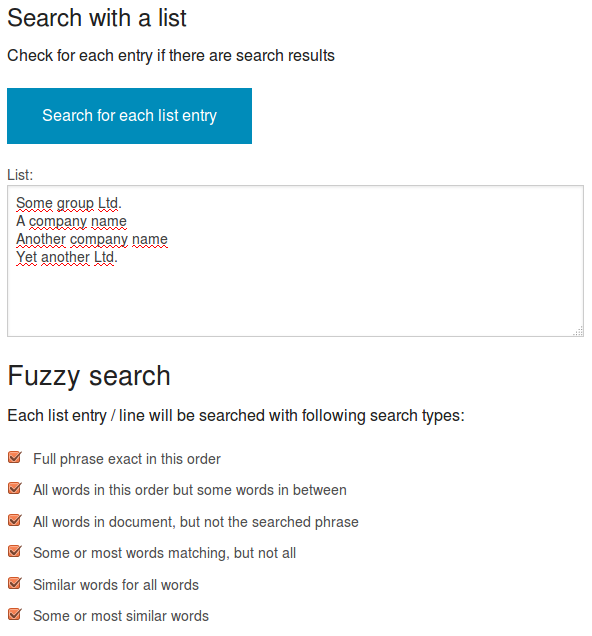 Search with a list
Check for each entry if there are search results
Search for each list entry
List:
Some group Ltd.
A company name
Another company name
Yet another Ltd.
Fuzzy search
Each list entry / line will be searched with following search types:
Full phrase exact in this order
All words in this order but some words in between
All words in document, but not the searched phrase
Some or most words matching, but not all
Similar words for all words
Some or most similar words